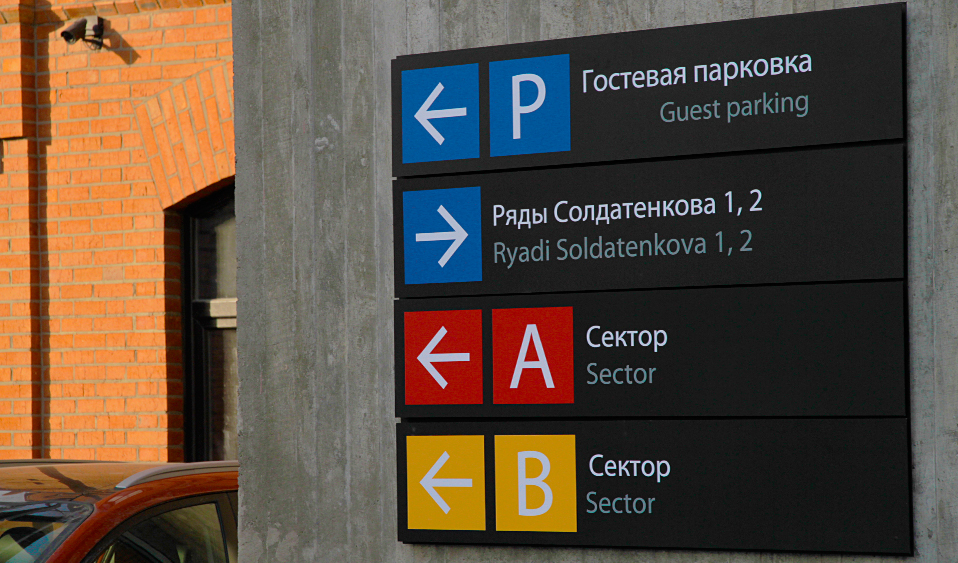 ← P Гостевая парковка
Guest parking
→ Ряды Солдатенкова 1, 2
Ryadi Soldatenkova 1, 2
← A Сектор
Sector
← B Сектор
Sector